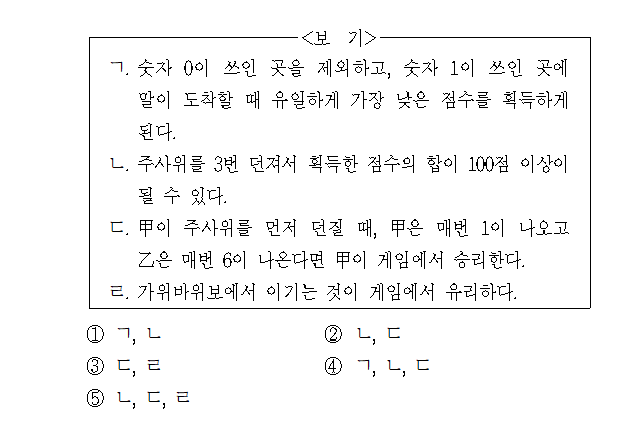 <보 기>
ㄱ. 숫자 0이 쓰인 곳을 제외하고, 숫자 1이 쓰인 곳에
말이 도착할 때 유일하게 가장 낮은 점수를 획득하게
된다.
ㄴ. 주사위를 3번 던져서 획득한 점수의 합이 100점 이상이
될 수 있다.
ㄷ. 甲이 주사위를 먼저 던질 때, 甲은 매번 1이 나오고
乙은 매번 6이 나온다면 甲이 게임에서 승리한다.
ㄹ. 가위바위보에서 이기는 것이 게임에서 유리하다.
① ㄱ, ㄴ ② ㄴ, ㄷ
③ ㄷ, ㄹ ④ ㄱ, ㄴ, ㄷ
⑤ ㄴ, ㄷ, ㄹ